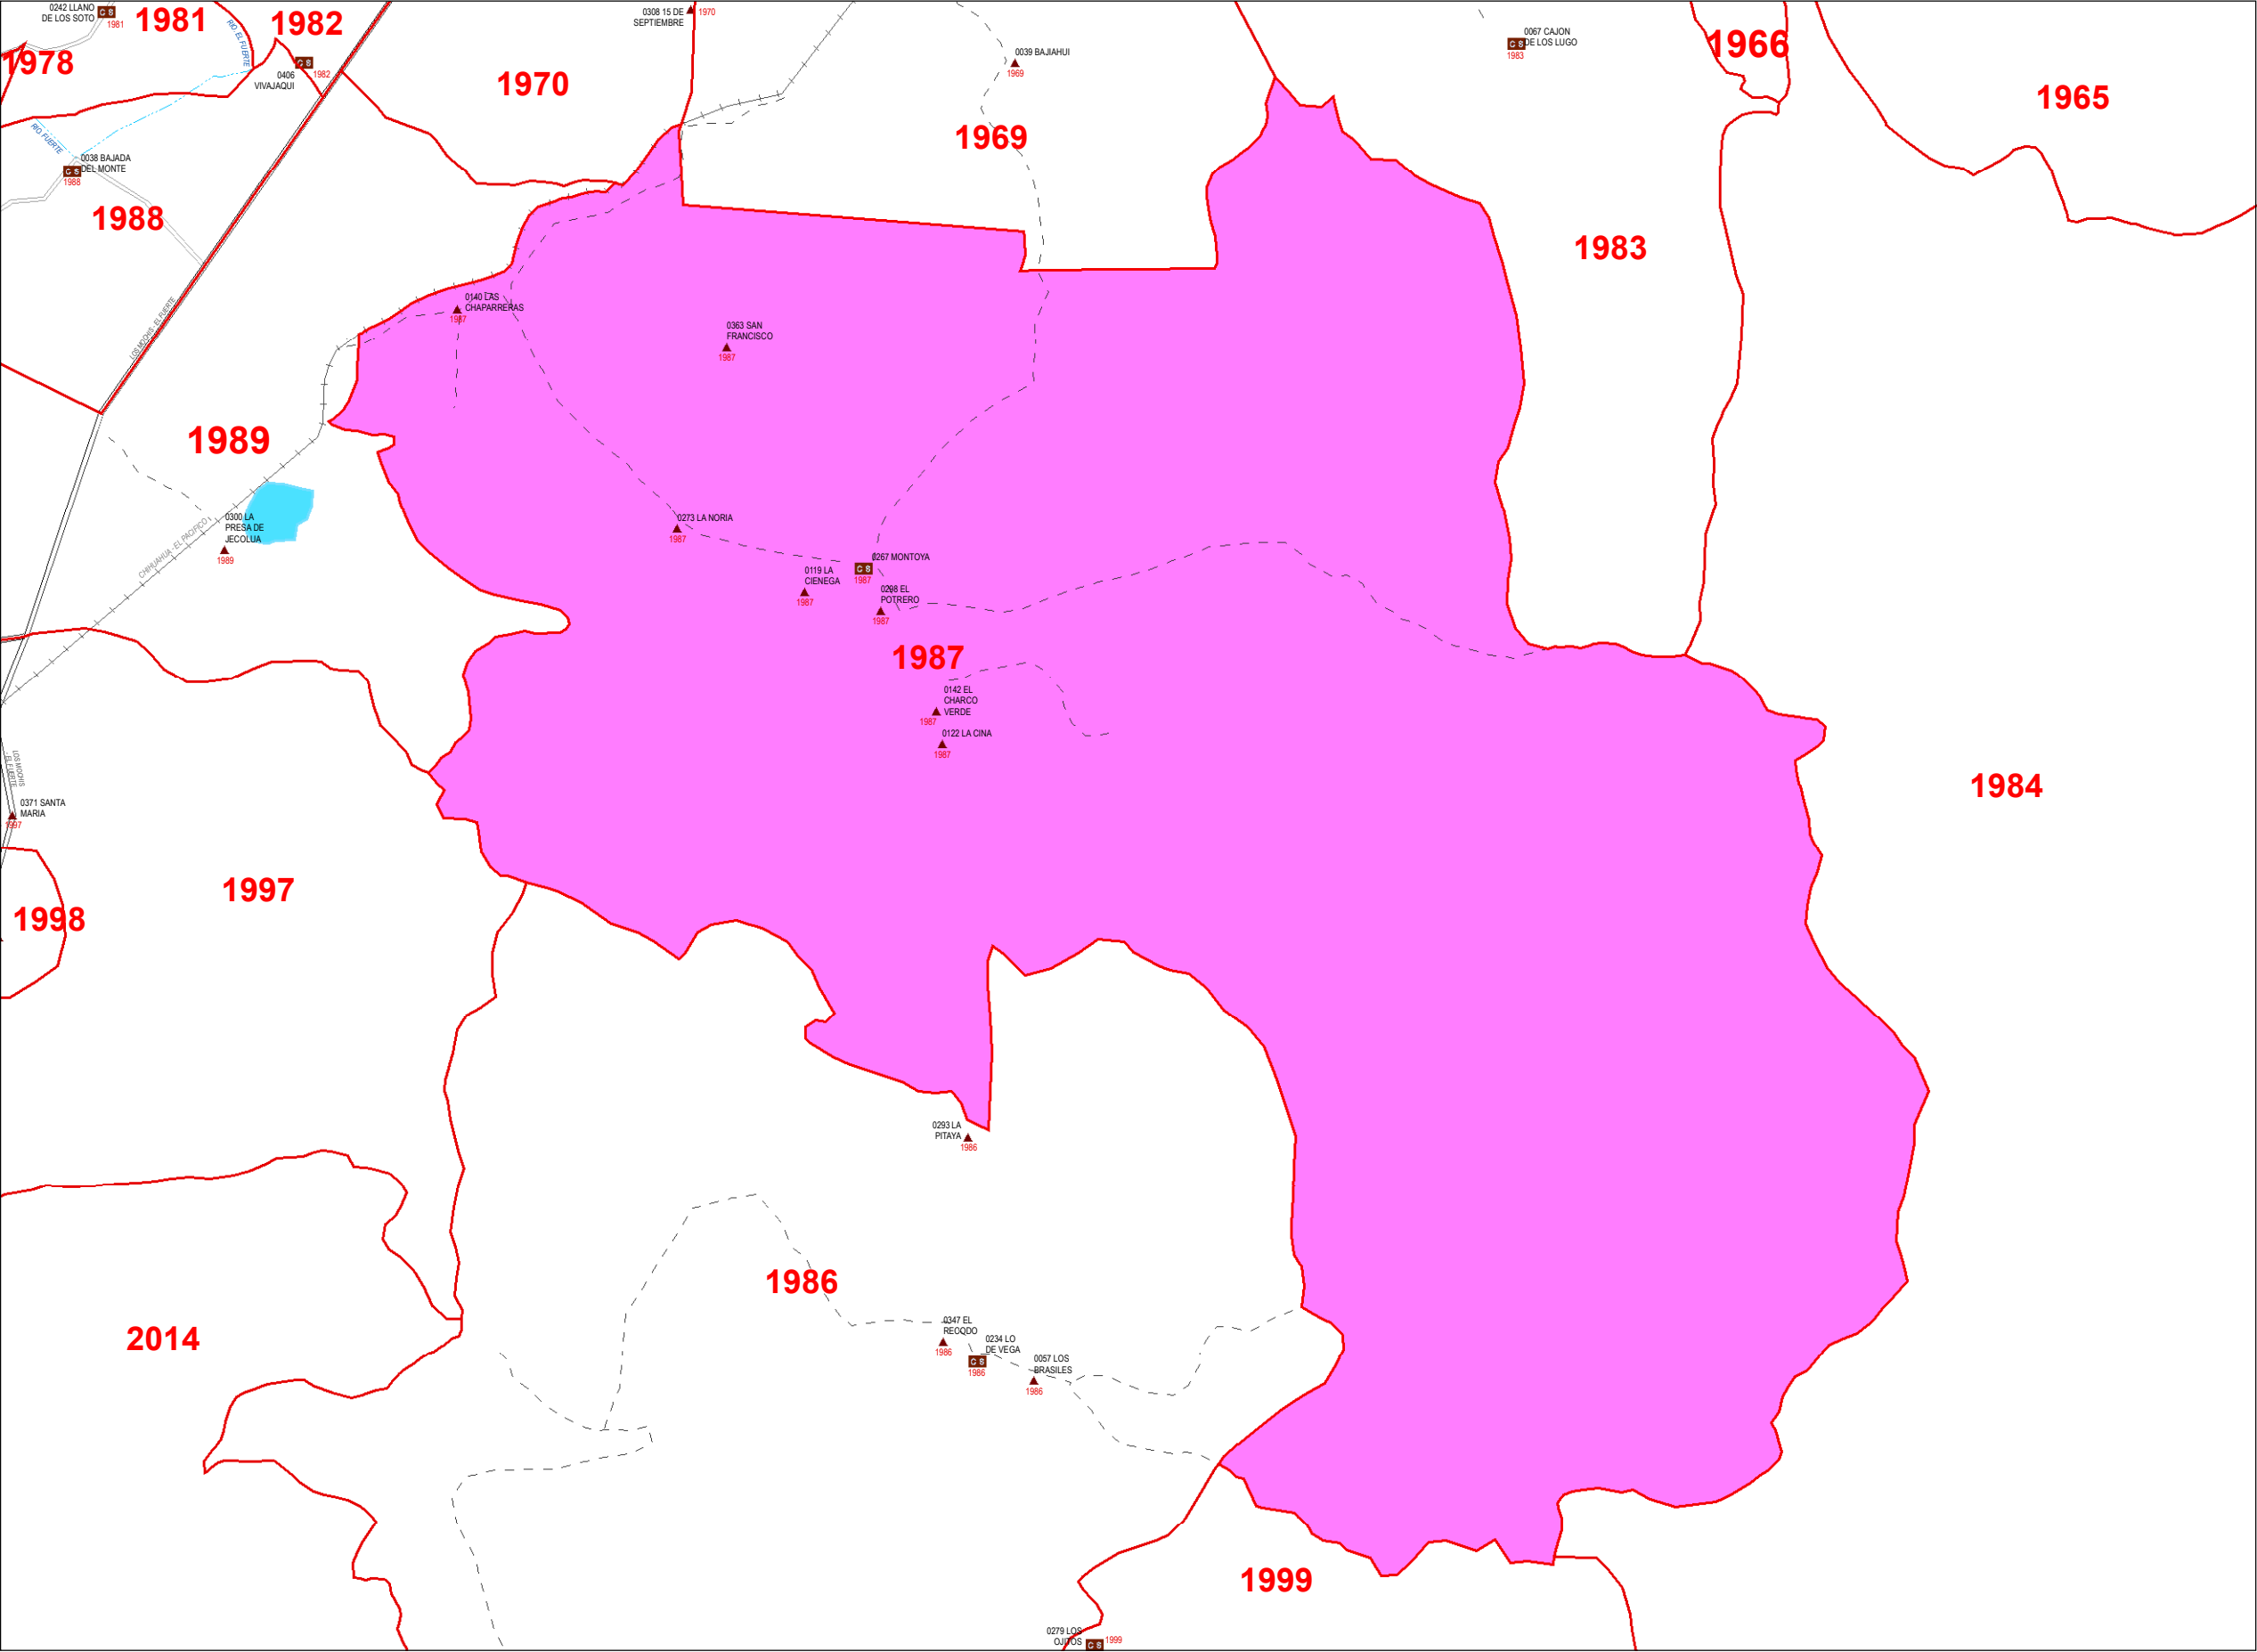 0242 LLANO
DE LOS SOTO
C S
1981
1981
1982
RIO EL FUERTE
1978
0406
VIVAJAQUI
C S
1982
0308 15 DE
SEPTIEMBRE
1970
1970
0039 BAJIAHUI
1969
1969
0067 CAJON
DE LOS LUGO
C S
1983
1966
1965
RIO FUERTE
0038 BAJADA
DEL MONTE
C S
1988
1988
1983
LOS MOCHIS - EL FUERTE
0140 LAS
CHAPARRERAS
1987
0363 SAN
FRANCISCO
1987
1989
0300 LA
PRESA DE
JECOLUA
1989
CHIHUAHUA - EL PACIFICO
0273 LA NORIA
1987
0267 MONTOYA
C S
1987
0119 LA
CIENEGA
1987
0298 EL
POTRERO
1987
1987
0142 EL
CHARCO
VERDE
1987
0122 LA CINA
1987
LOS MOCHIS
- EL FUERTE
0371 SANTA
MARIA
1997
1984
1997
1998
0293 LA
PITAYA
1986
1986
2014
0347 EL
RECODO
1986
0234 LO
DE VEGA
C S
1986
0057 LOS
BRASILES
1986
1999
0279 LOS
OJITOS
C S
1999